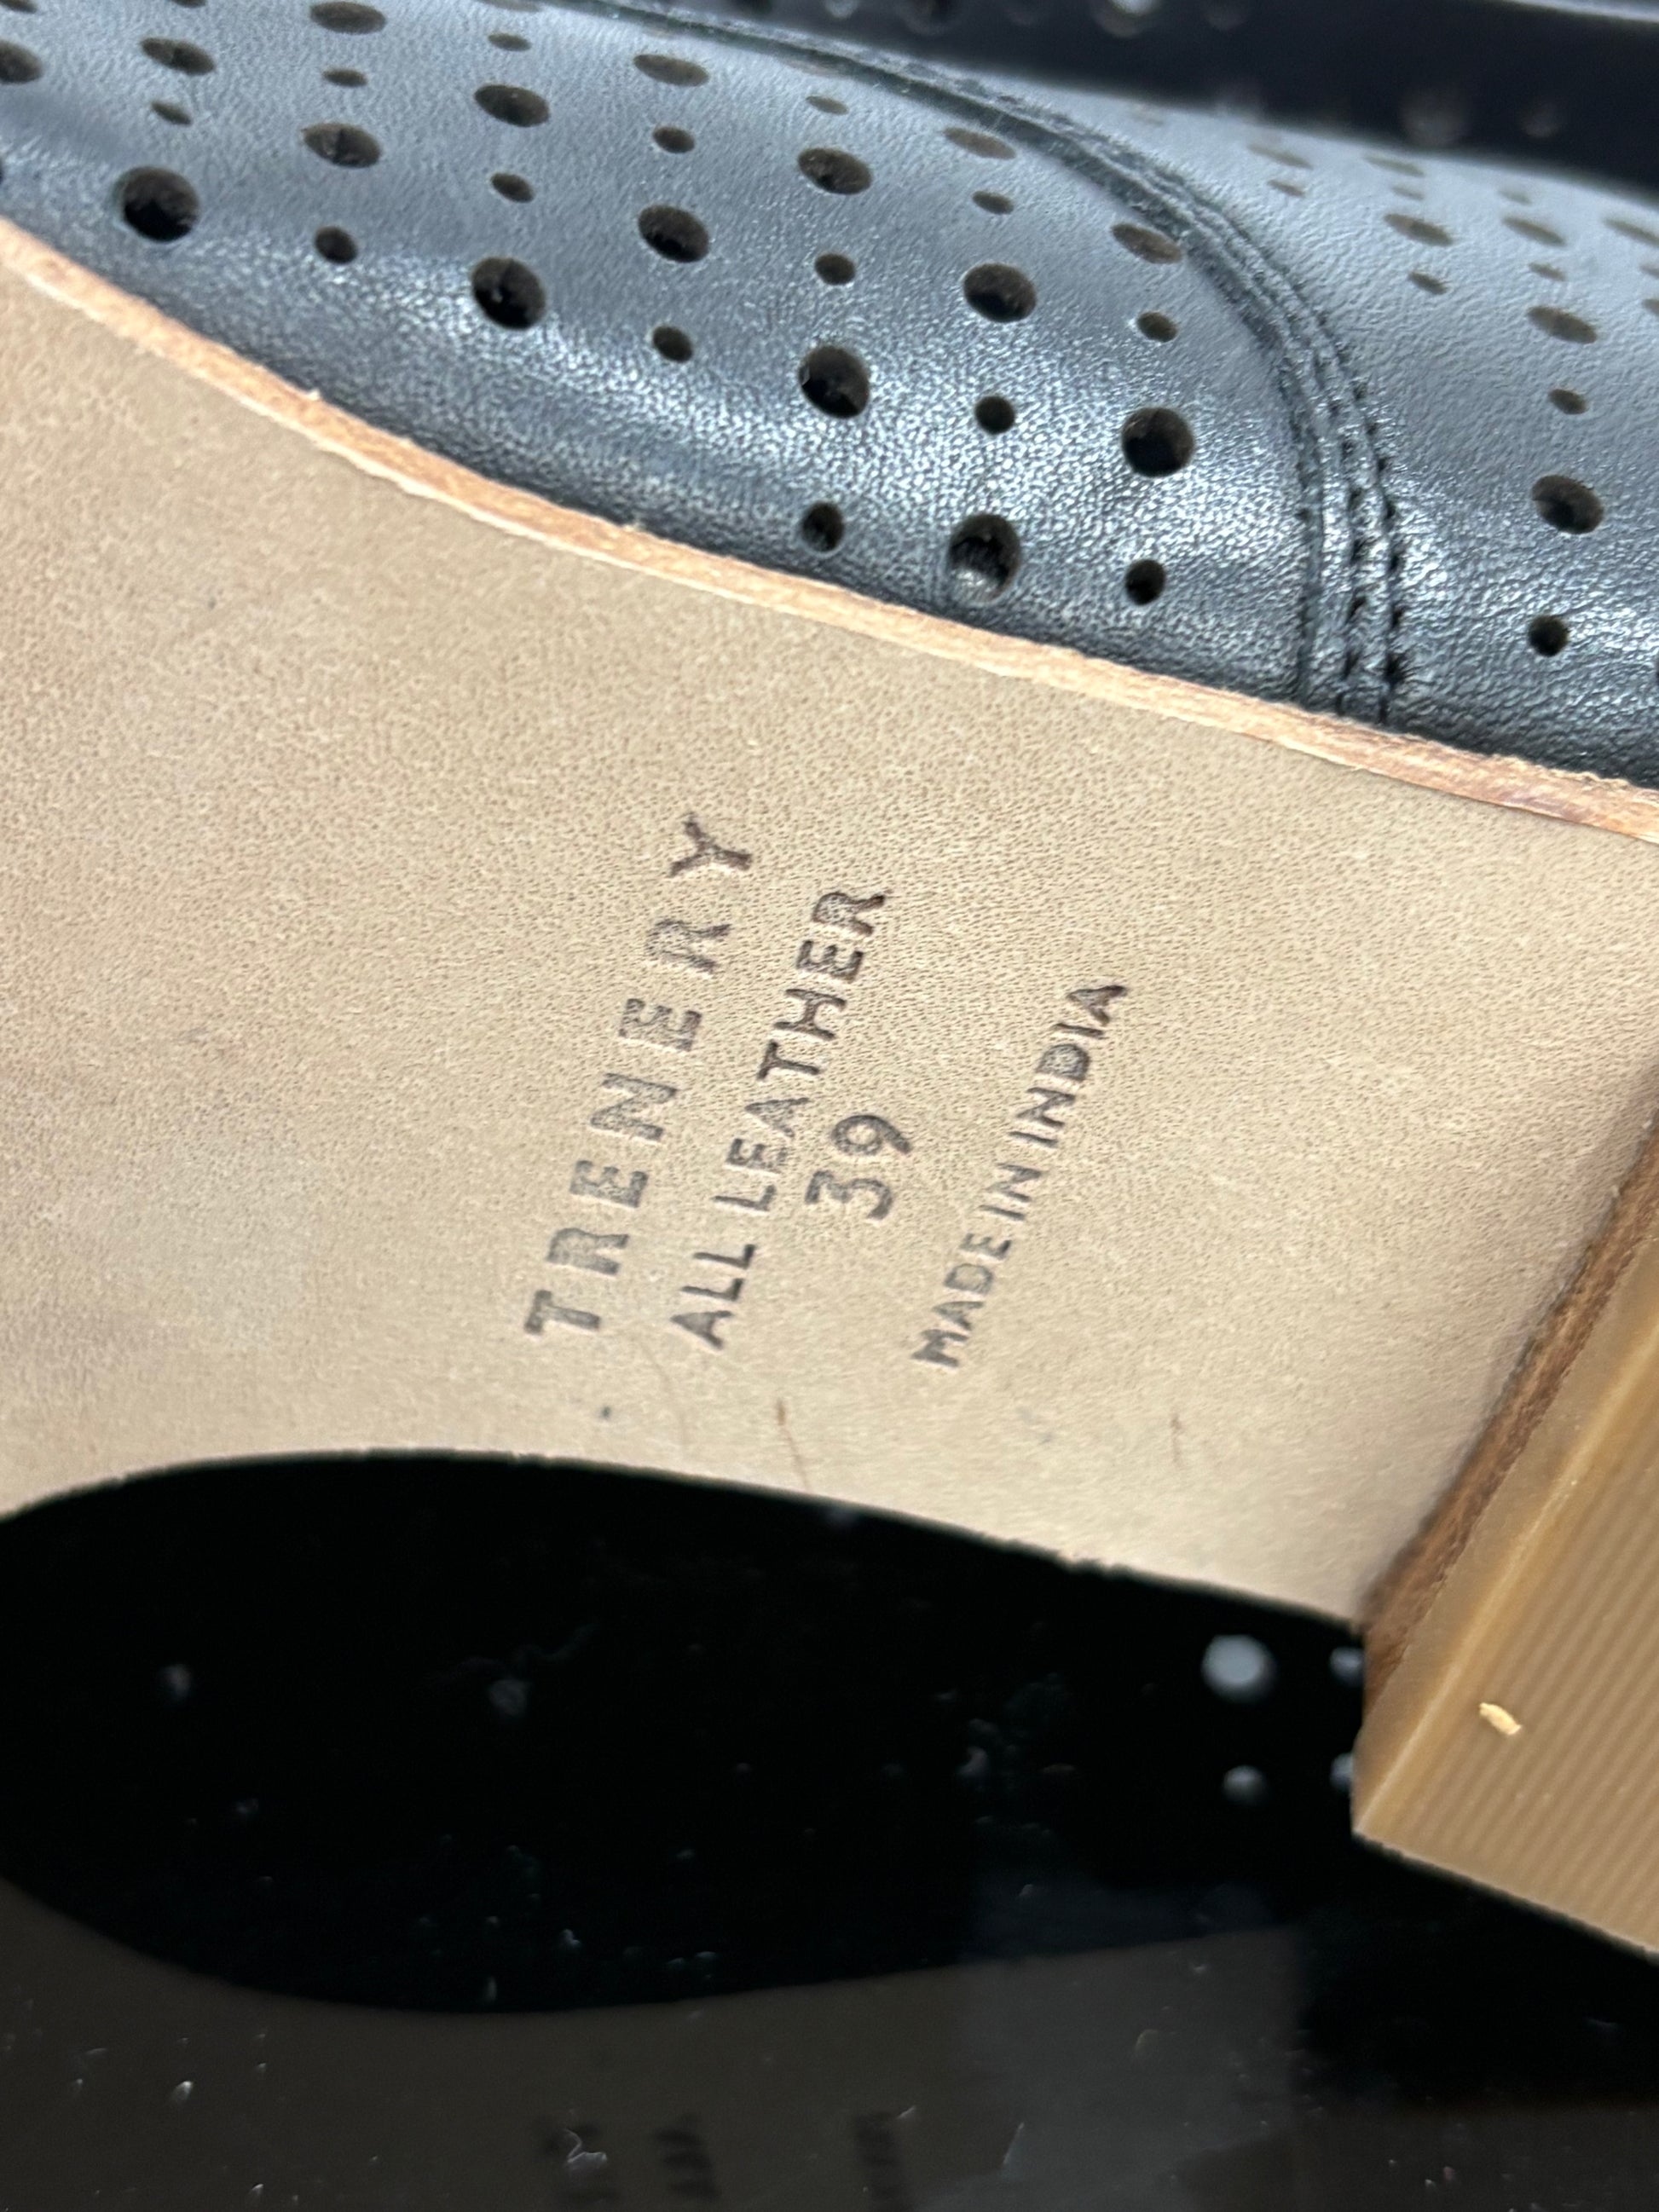 TRENERY
ALL LEATHER
39
MADE IN INDIA